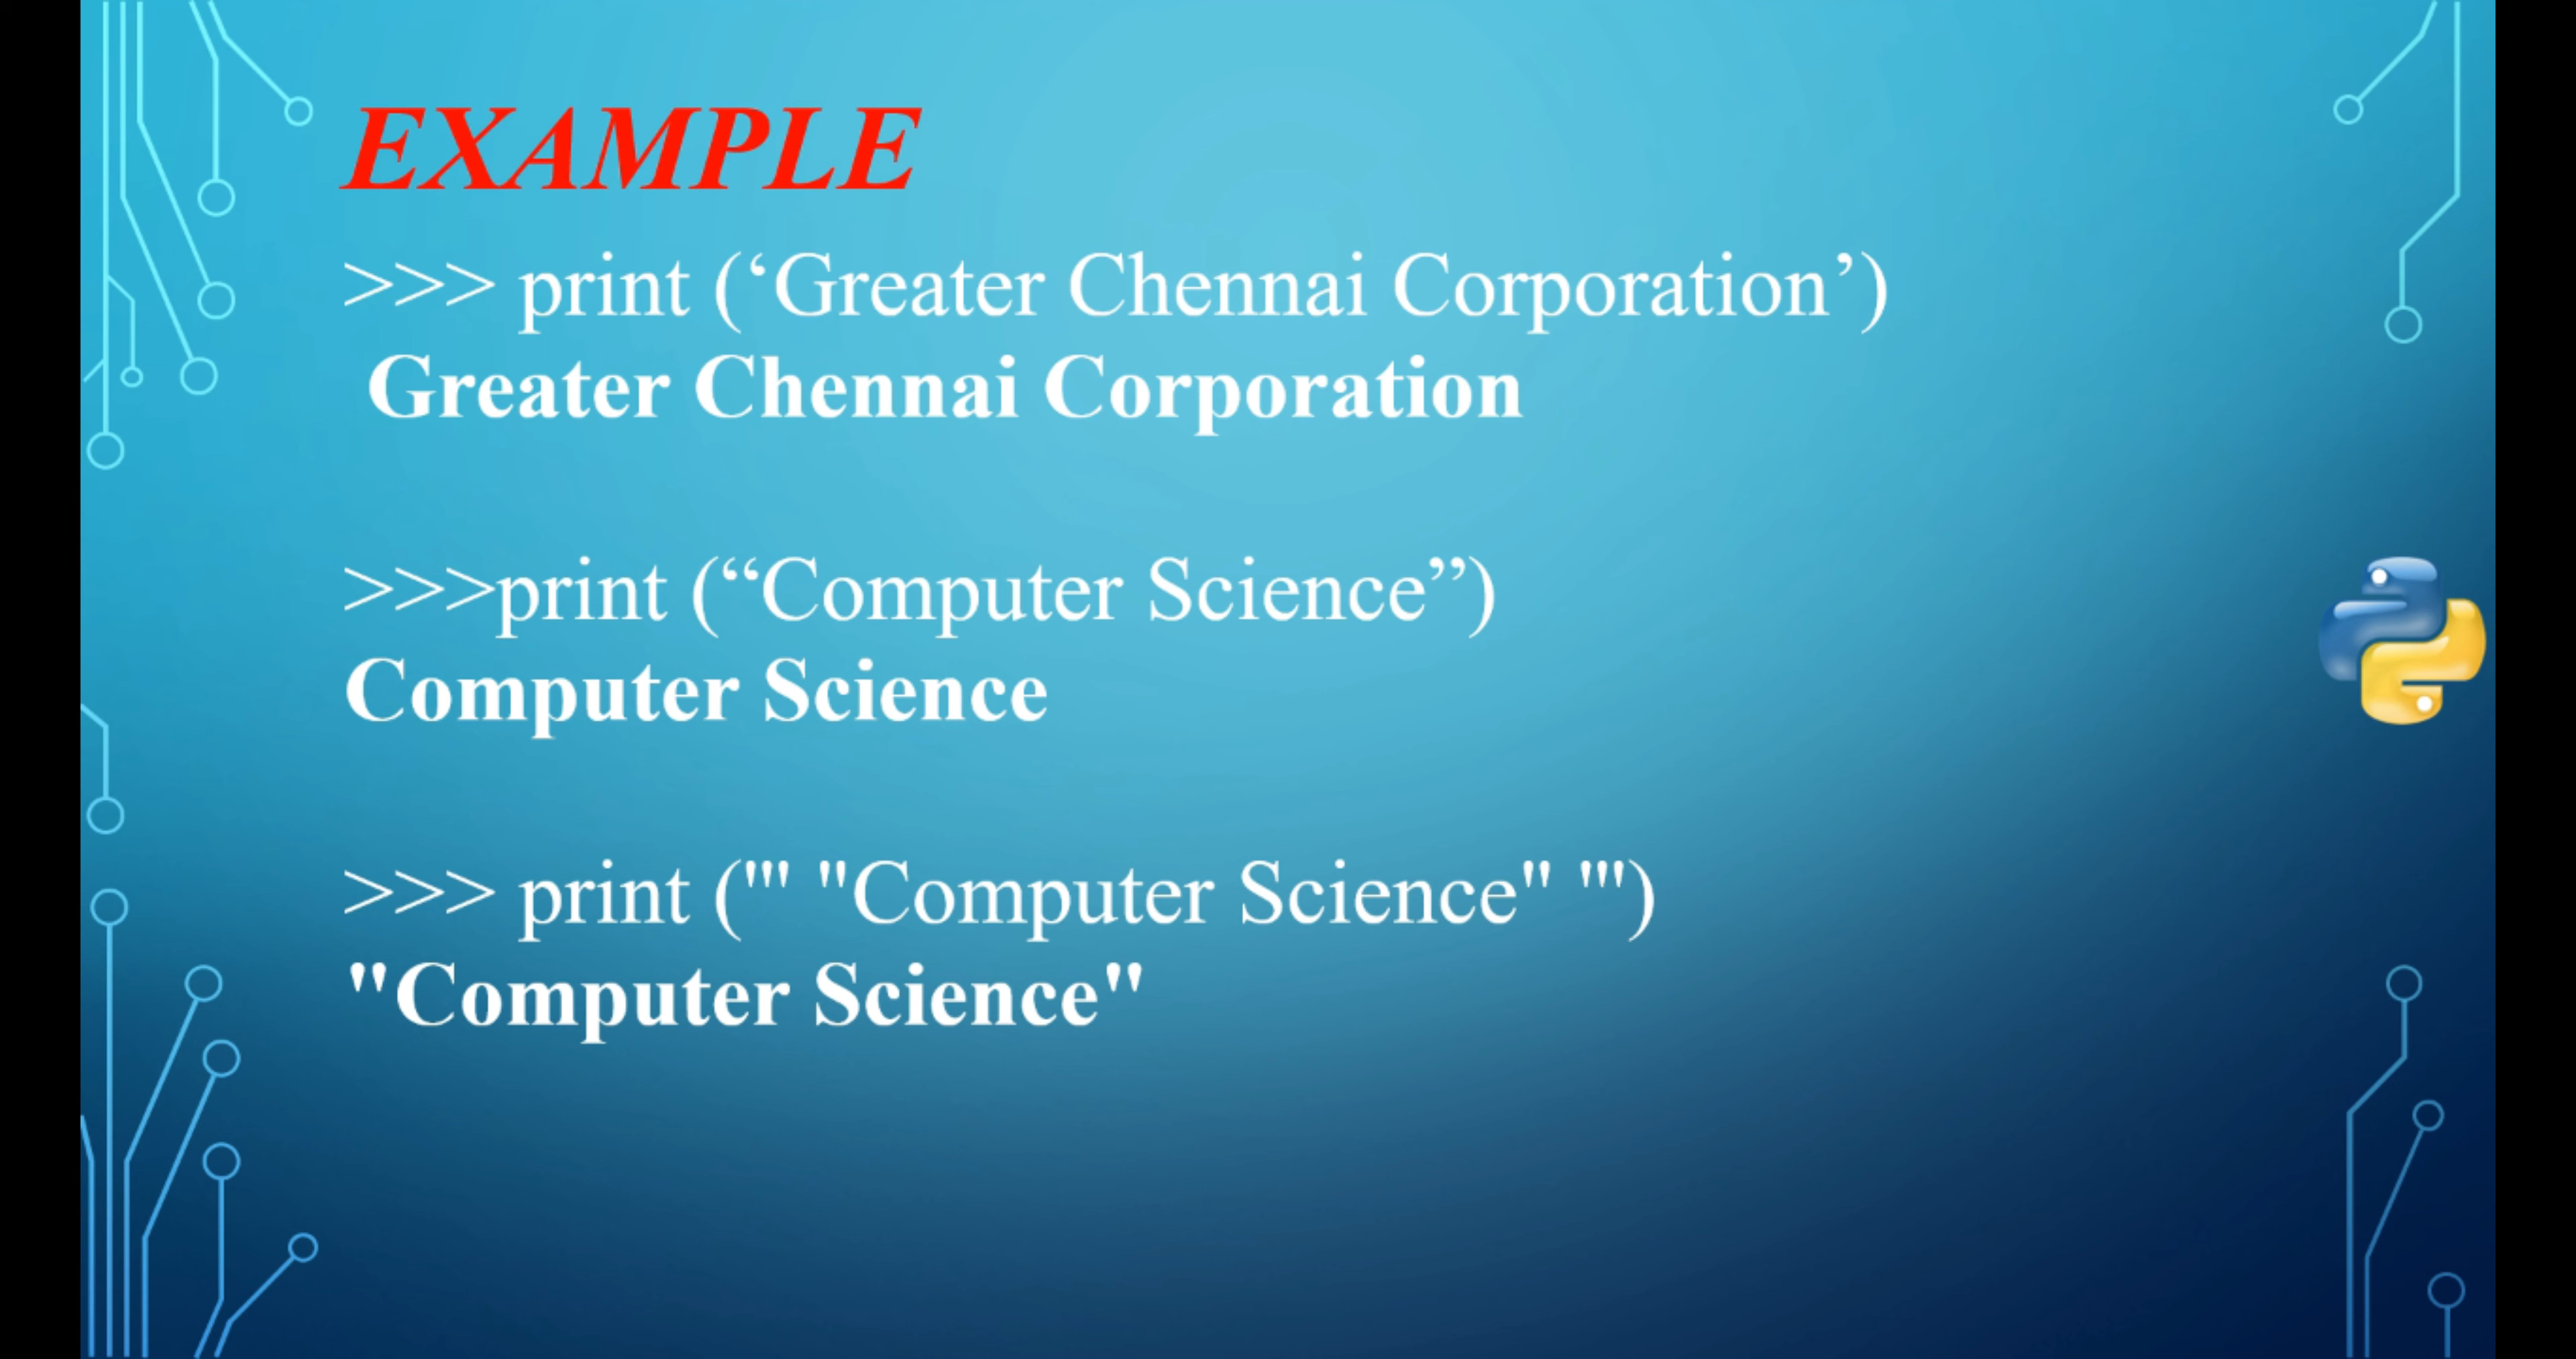 EXAMPLE
>>> print (‘Greater Chennai Corporation’)
Greater Chennai Corporation
>>>print (“Computer Science”)
Computer Science
>>> print (''' "Computer Science" ''')
"Computer Science"